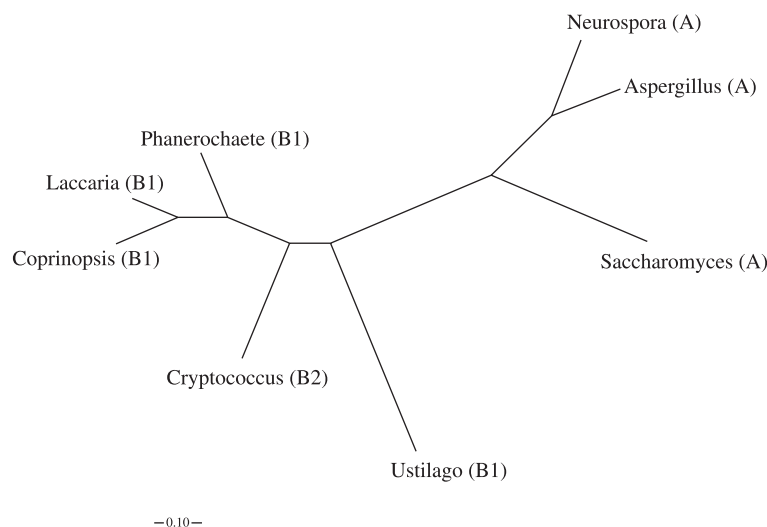 Neurospora (A)
Aspergillus (A)
Phanerochaete (B1)
Laccaria (B1)
Coprinopsis (B1)
Saccharomyces (A)
Cryptococcus (B2)
Ustilago (B1)
0.10